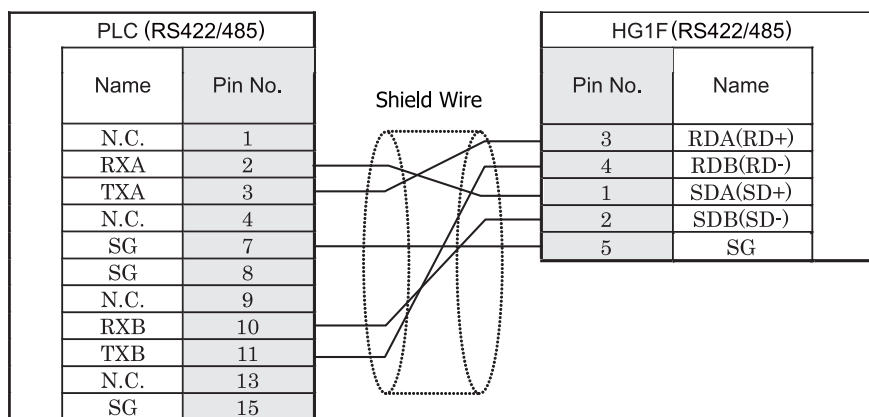 PLC (RS422/485)
Name Pin No.
N.C. 1
RXA 2
TXA 3
N.C. 4
SG 7
SG 8
N.C. 9
RXB 10
TXB 11
N.C. 13
SG 15
Shield Wire
HG1F(RS422/485)
Pin No. Name
3 RDA(RD+)
4 RDB(RD-)
1 SDA(SD+)
2 SDB(SD-)
5 SG